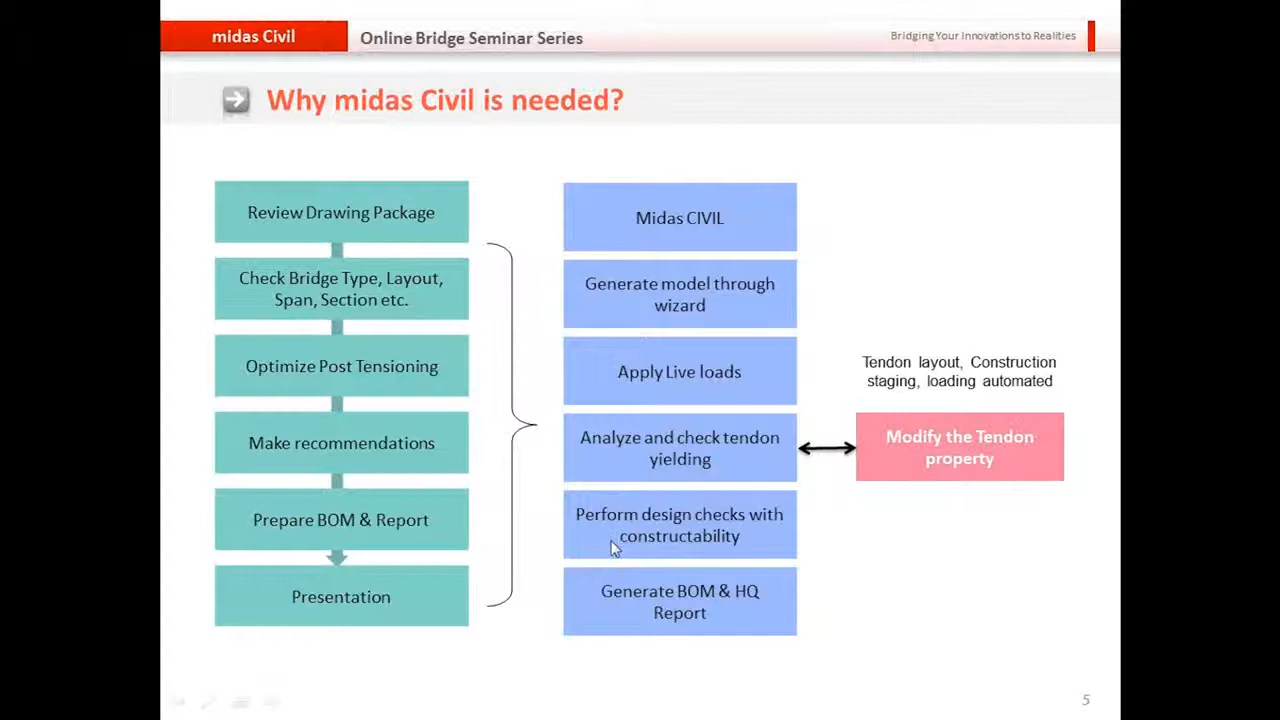 midas Civil
Online Bridge Seminar Series
Bridging Your Innovations to Realities
Why midas Civil is needed?
Review Drawing Package
Check Bridge Type, Layout,
Span, Section etc.
Optimize Post Tensioning
Make recommendations
Prepare BOM & Report
Presentation
Midas CIVIL
Generate model through
wizard
Apply Live loads
Analyze and check tendon
yielding
Perform design checks with
constructability
Generate BOM & HQ
Report
Tendon layout, Construction
staging, loading automated
Modify the Tendon
property
5